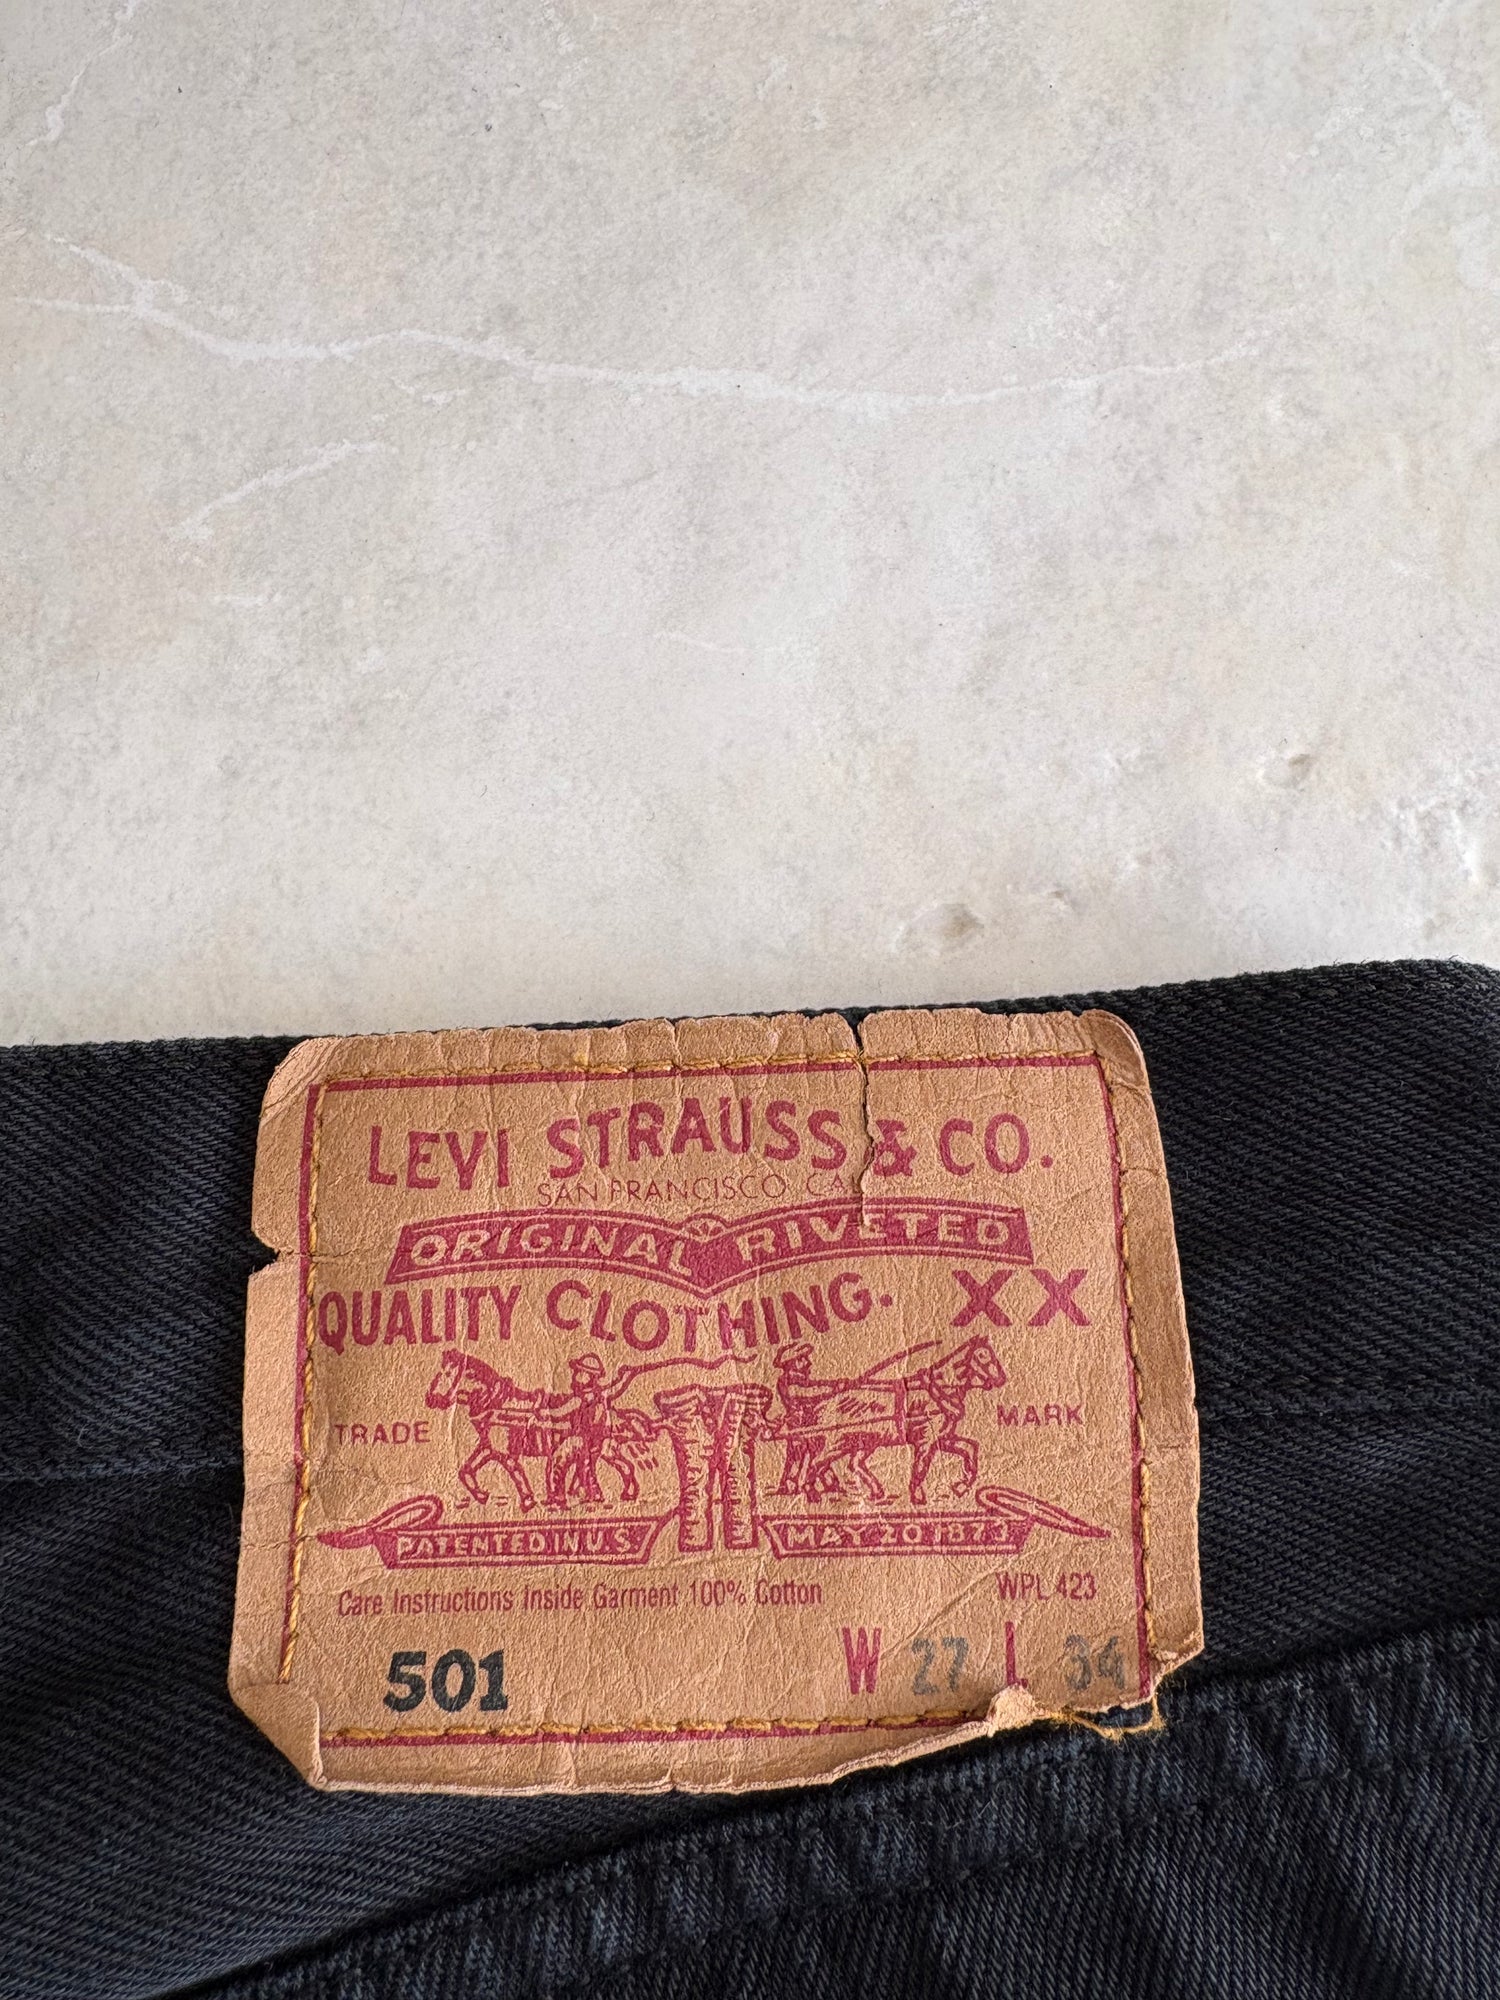 LEVI STRAUSS & CO.
SAN FRANCISCO CAL
ORIGINAL RIVETED
QUALITY CLOTHING. XX
TRADE MARK
PATENTED IN U.S. MAY 20 1873
Care Instructions Inside Garment 100% Cotton WPL 423
501 W 27 L 34